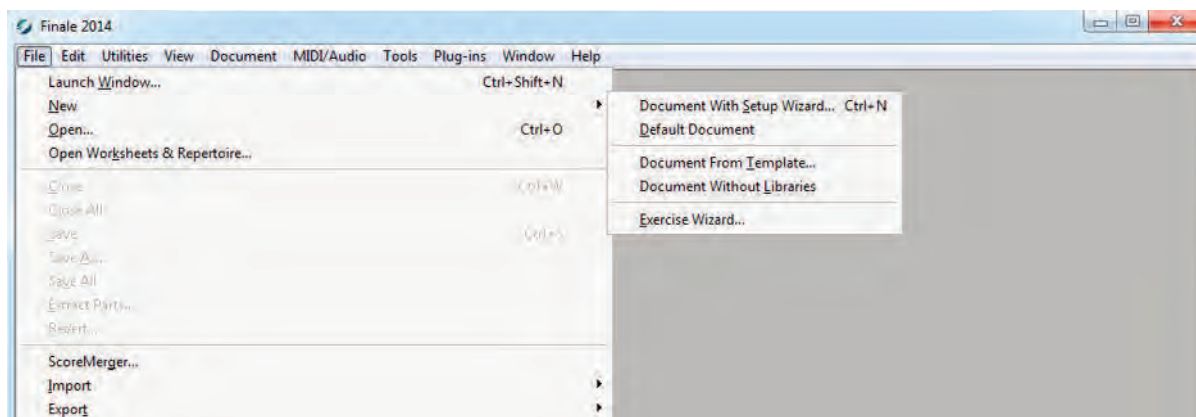 Finale 2014
File Edit Utilities View Document MIDI/Audio Tools Plug-ins Window Help
Launch Window... Ctrl+Shift+N
New
Open... Ctrl+O
Open Worksheets & Repertoire...
Close Ctrl+W
Close All
Save Ctrl+S
Save As...
Save All
Extract Parts...
Revert...
ScoreMerger...
Import
Export
Document With Setup Wizard... Ctrl+N
Default Document
Document From Template...
Document Without Libraries
Exercise Wizard...